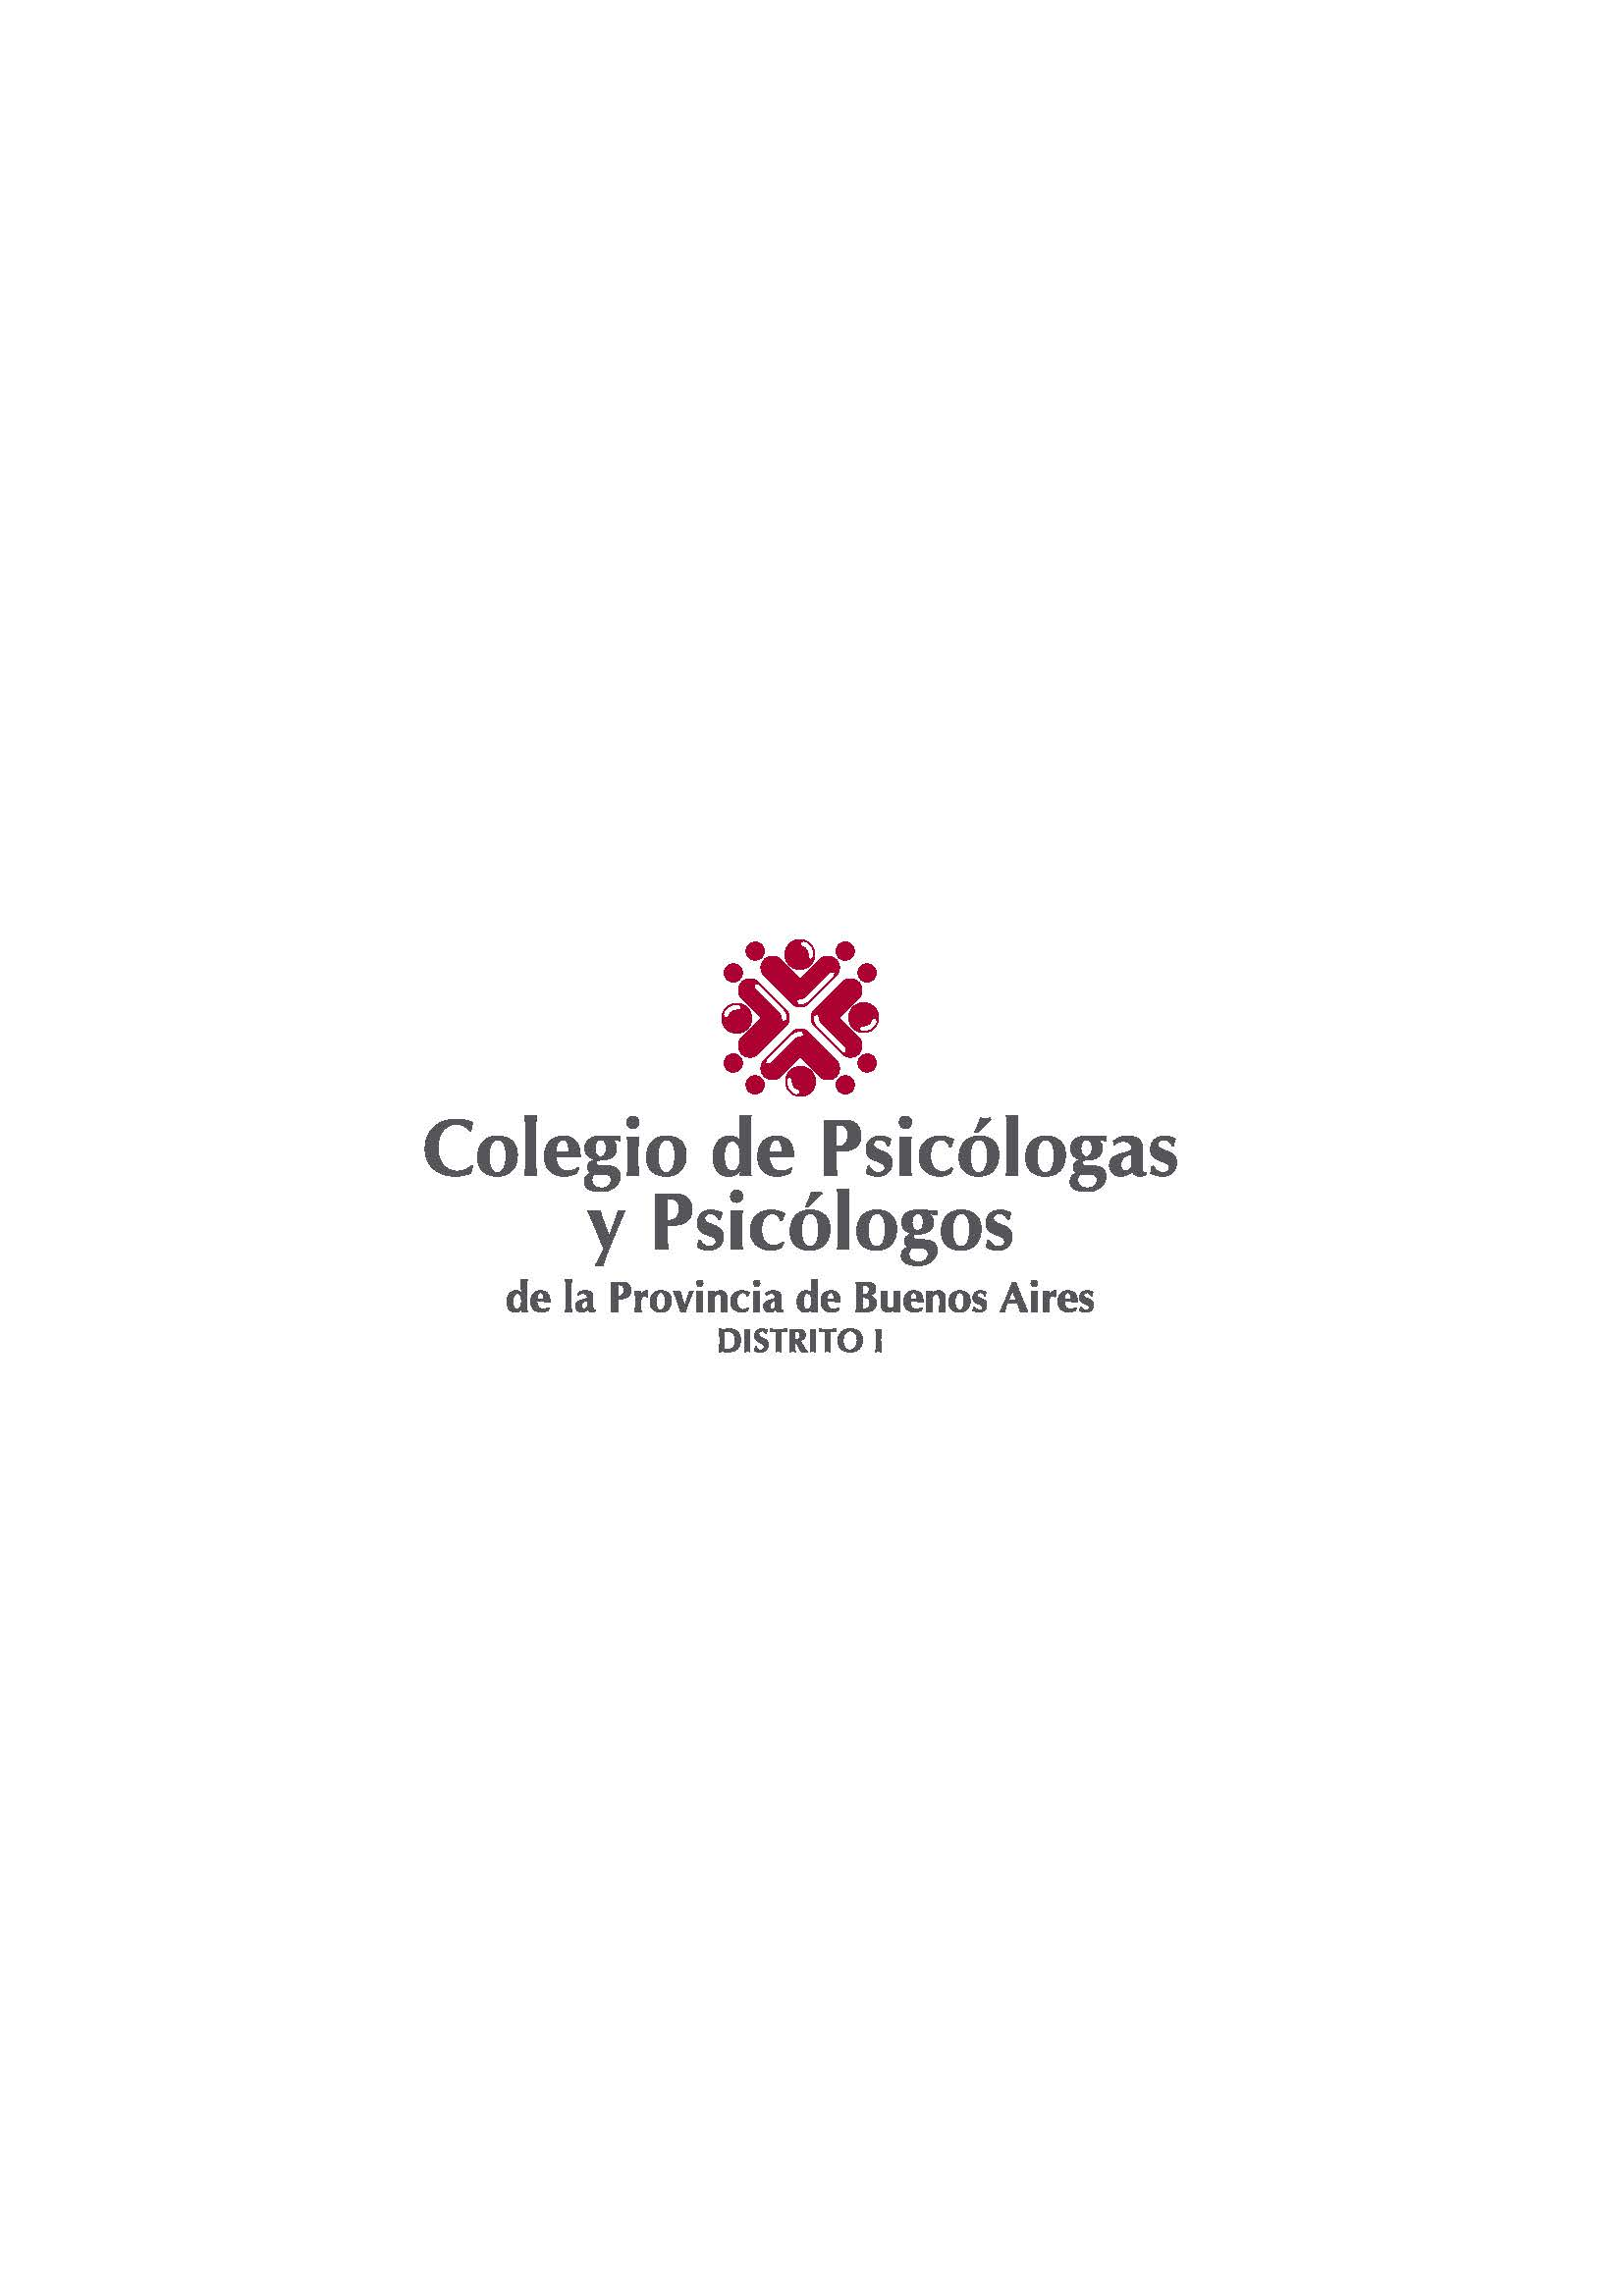 Colegio de Psicólogas
y Psicólogos
de la Provincia de Buenos Aires
DISTRITO I